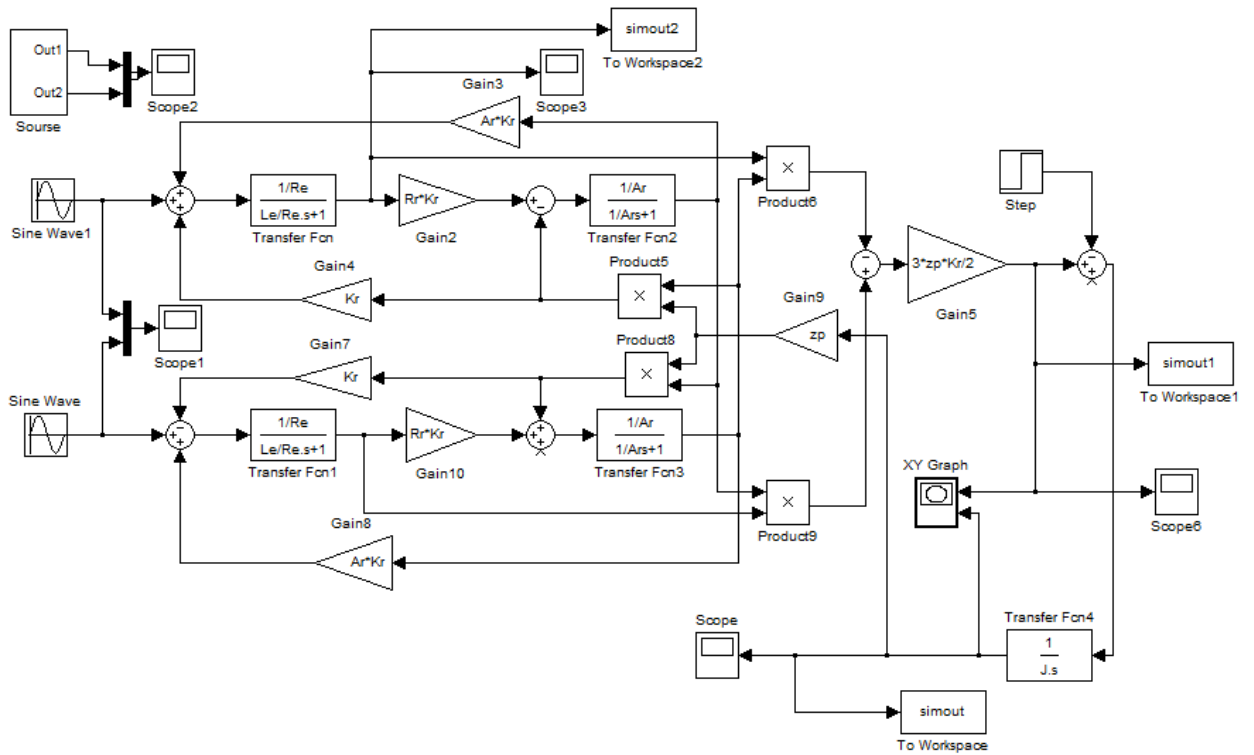 simout2
To Workspace2
Out1
Out2
Sourse
Scope2
Gain3
Scope3
Ar*Kr
Sine Wave1
1/Re
Le/Re.s+1
Transfer Fcn
Rr*Kr
Gain2
1/Ar
1/Ars+1
Transfer Fcn2
Product6
Step
Gain4
Kr
Product5
3*zp*Kr/2
Gain5
Gain9
zp
Scope1
Gain7
Kr
Product8
simout1
To Workspace1
Sine Wave
1/Re
Le/Re.s+1
Transfer Fcn1
Rr*Kr
Gain10
1/Ar
1/Ars+1
Transfer Fcn3
XY Graph
Product9
Scope6
Gain8
Ar*Kr
Scope
Transfer Fcn4
1
J.s
simout
To Workspace